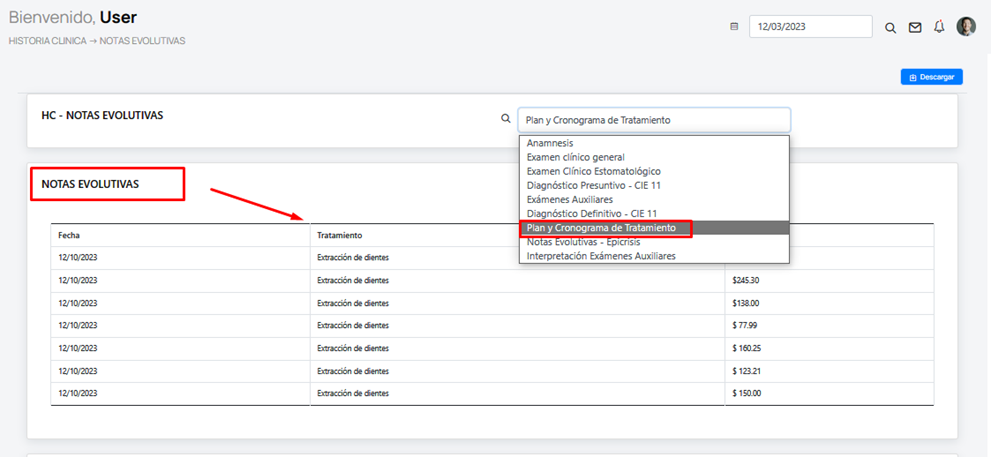 Bienvenido, User
12/03/2023
HISTORIA CLINICA → NOTAS EVOLUTIVAS
Descargar
HC - NOTAS EVOLUTIVAS
Plan y Cronograma de Tratamiento
Anamnesis
Examen clínico general
Examen Clínico Estomatológico
Diagnóstico Presuntivo - CIE 11
Exámenes Auxiliares
Diagnóstico Definitivo - CIE 11
Plan y Cronograma de Tratamiento
Notas Evolutivas - Epicrisis
Interpretación Exámenes Auxiliares
NOTAS EVOLUTIVAS
Fecha Tratamiento
12/10/2023 Extracción de dientes
12/10/2023 Extracción de dientes $245.30
12/10/2023 Extracción de dientes $138.00
12/10/2023 Extracción de dientes $ 77.99
12/10/2023 Extracción de dientes $ 160.25
12/10/2023 Extracción de dientes $ 123.21
12/10/2023 Extracción de dientes $ 150.00